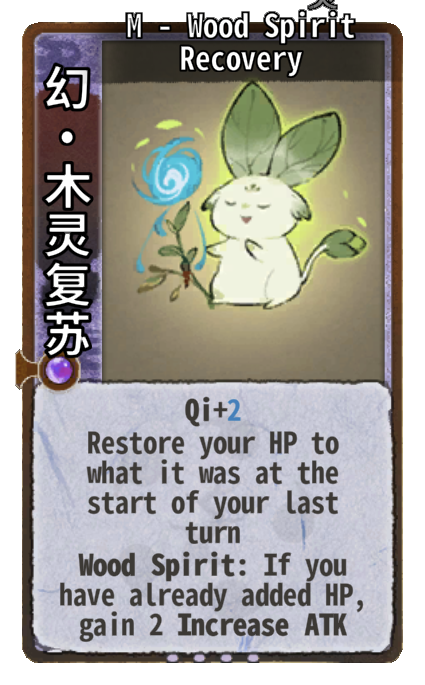 M - Wood Spirit
Recovery
幻·木灵复苏
Qi+2
Restore your HP to
what it was at the
start of your last
turn
Wood Spirit: If you
have already added HP,
gain 2 Increase ATK